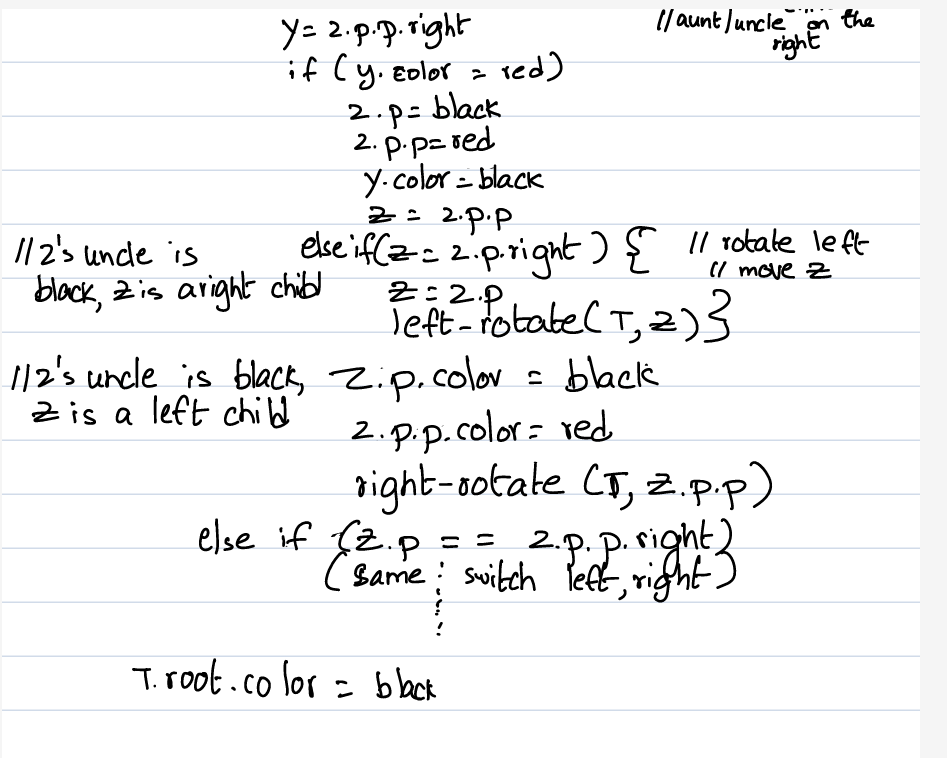 y= z.p.p.right //aunt/uncle on the
right
if (y.color = red)
z.p= black
z.p.p=red
y.color = black
z = z.p.p
//z's uncle is else if(z = z.p.right) { // rotate left
black, z is a right child // move z
z = z.p
left-rotate(T,z)}
//z's uncle is black, z.p.color = black
z is a left child
z.p.p.color= red
right-rotate (T, z.p.p)
else if (z.p == z.p.p.right)
(same : switch left,right)
T.root.color = black